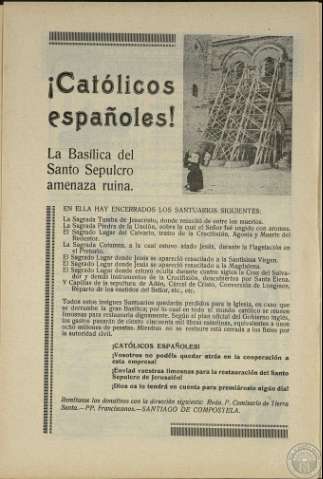 ¡Católicos
españoles!
La Basílica del
Santo Sepulcro
amenaza ruina.
EN ELLA HAY ENCERRADOS LOS SANTUARIOS SIGUIENTES:
La Sagrada Tumba de Jesucristo, donde resucitó de entre los muertos.
La Sagrada Piedra de la Unción, sobre la cual el Señor fué ungido con aromas.
El Sagrado Lugar del Calvario, teatro de la Crucifixión, Agonía y Muerte del
Redentor.
La Sagrada Columna, a la cual estuvo atado Jesús, durante la Flagelación en
el Pretorio.
El Sagrado Lugar donde Jesús se apareció resucitado a la Santísima Virgen.
El Sagrado Lugar donde Jesús se apareció resucitado a la Magdalena.
El Sagrado Lugar donde estuvo oculta durante cuatro siglos la Cruz del Salva-
dor y demás instrumentos de la Crucifixión, descubiertos por Santa Elena.
Y Capillas de la sepultura de Adán, Cárcel de Cristo, Conversión de Longinos,
Reparto de los vestidos del Señor, etc., etc.
Todos estos insignes Santuarios quedarían perdidos para la Iglesia, en caso que
se derrumbe la gran Basílica; por lo cual en todo el mundo católico se reunen
limosnas para restaurarla dignamente. Según el plan oficial del Gobierno inglés,
los gastos pasarán de ciento cincuenta mil libras esterlinas, equivalentes a unos
ocho millones de pesetas. Mientras no se restaure está cerrada a los fieles por
la autoridad civil.
¡CATÓLICOS ESPAÑOLES!
¡Vosotros no podéis quedar atrás en la cooperación a
esta empresa!
¡Enviad vuestras limosnas para la restauración del Santo
Sepulcro de Jerusalén!
¡Dios os lo tendrá en cuenta para premiároslo algún día!
Remítanse los donativos con la dirección siguiente: Rvdo. P. Comisario de Tierra
Santa.—PP. Franciscanos.—SANTIAGO DE COMPOSTELA.